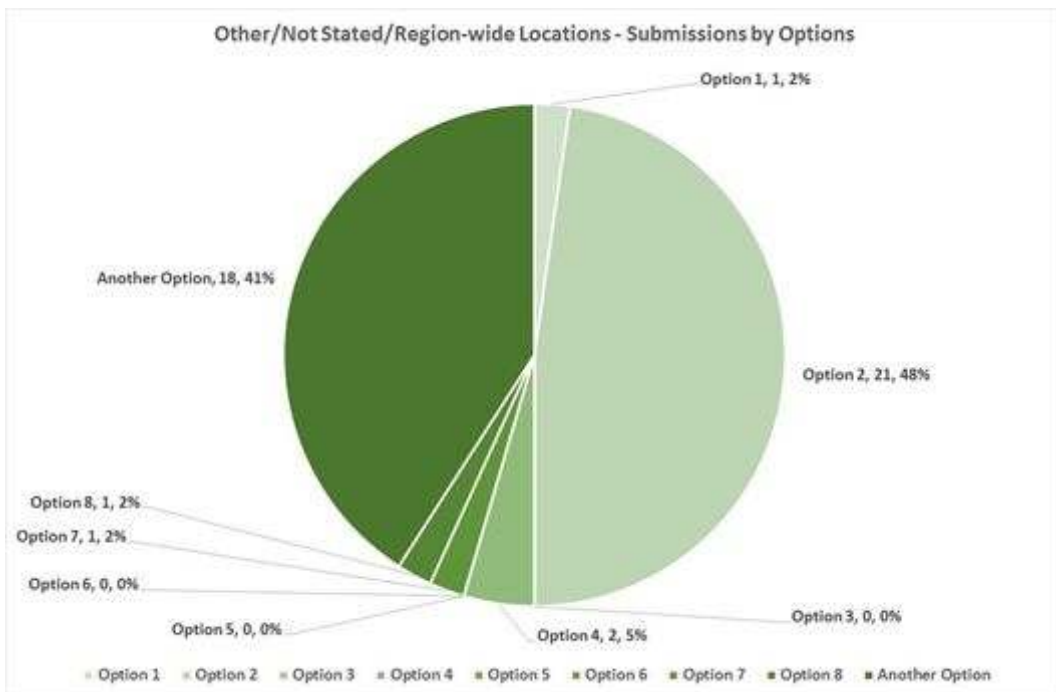 Other/Not Stated/Region-wide Locations - Submissions by Options
Option 1, 1, 2%
Another Option, 18, 41%
Option 2, 21, 48%
Option 8, 1, 2%
Option 7, 1, 2%
Option 6, 0, 0%
Option 5, 0, 0%
Option 4, 2, 5%
Option 3, 0, 0%
Option 1 Option 2 Option 3 Option 4 Option 5 Option 6 Option 7 Option 8 Another Option